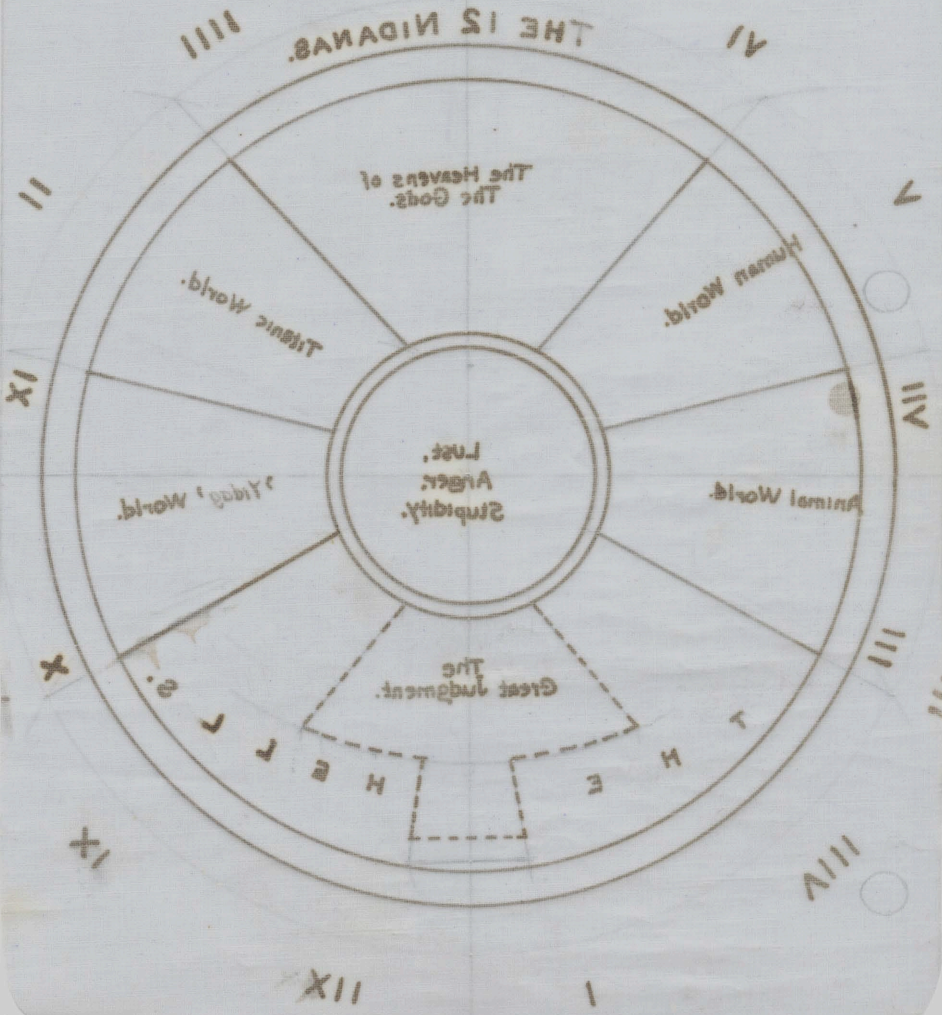 THE 12 NIDANAS.
IIII
VI
II
V
The Heavens of
The Gods.
Human World.
Titanic World.
IX
VII
Lust.
Anger.
Stupidity.
Animal World.
'Yidag' World.
III
X
The
Great Judgment.
THE HELLS.
XI
VIII
I
XII